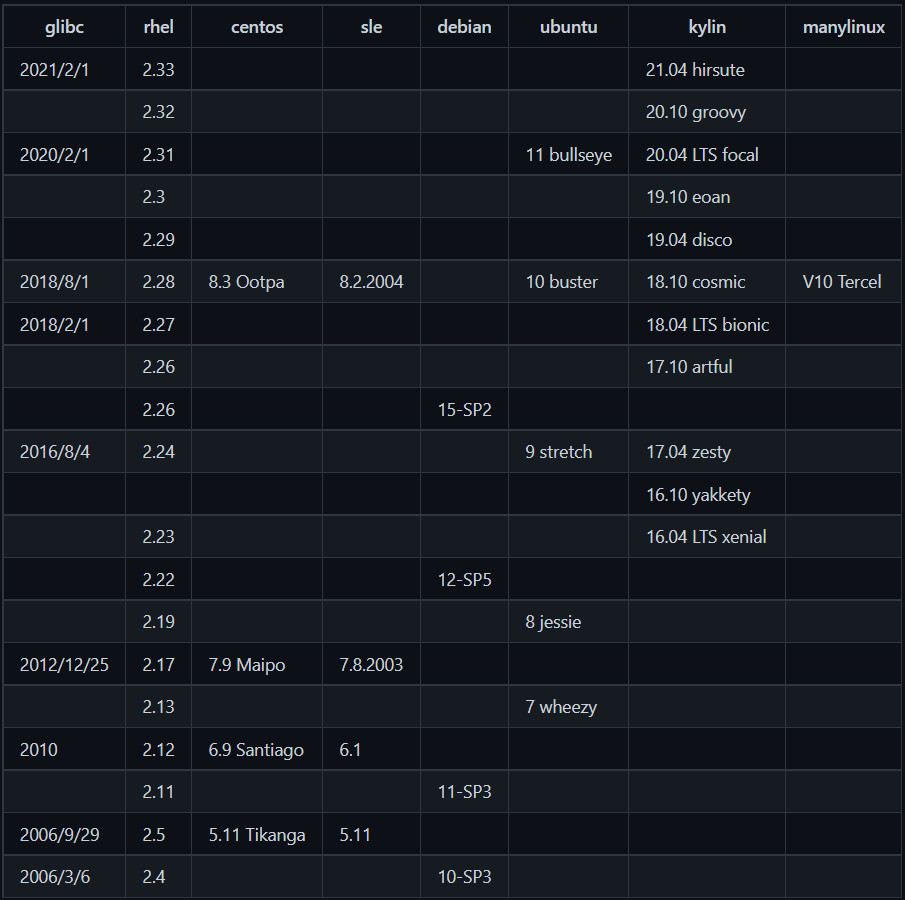 glibc rhel centos sle debian ubuntu kylin manylinux
2021/2/1 2.33 21.04 hirsute
2.32 20.10 groovy
2020/2/1 2.31 11 bullseye 20.04 LTS focal
2.3 19.10 eoan
2.29 19.04 disco
2018/8/1 2.28 8.3 Ootpa 8.2.2004 10 buster 18.10 cosmic V10 Tercel
2018/2/1 2.27 18.04 LTS bionic
2.26 17.10 artful
2.26 15-SP2
2016/8/4 2.24 9 stretch 17.04 zesty
16.10 yakkety
2.23 16.04 LTS xenial
2.22 12-SP5
2.19 8 jessie
2012/12/25 2.17 7.9 Maipo 7.8.2003
2.13 7 wheezy
2010 2.12 6.9 Santiago 6.1
2.11 11-SP3
2006/9/29 2.5 5.11 Tikanga 5.11
2006/3/6 2.4 10-SP3